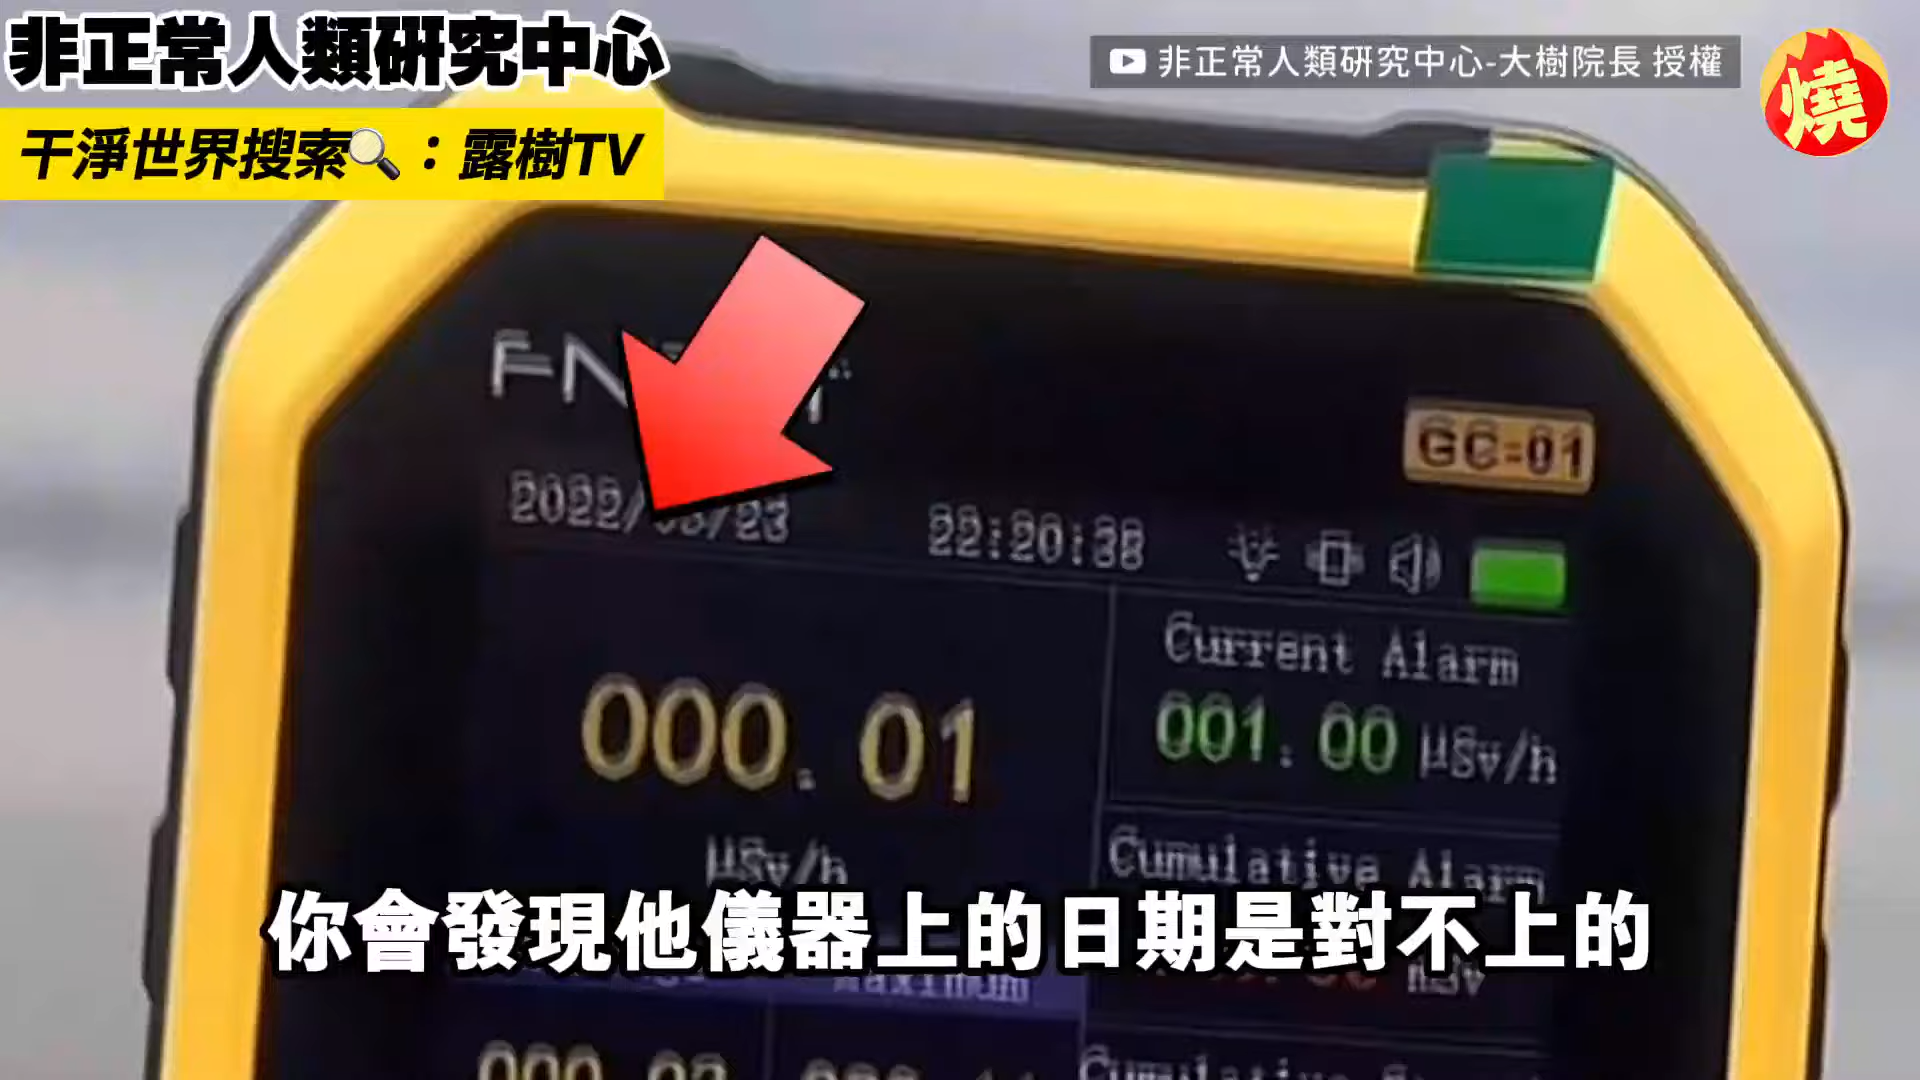 非正常人類研究中心
干淨世界搜索🔍：露樹TV
非正常人類研究中心-大樹院長 授權
燒
GC-01
22:20:38
Current Alarm
000.01
001.00 μSv/h
μSv/h
Cumulative Alarm
你會發現他儀器上的日期是對不上的
mSv
Maximum